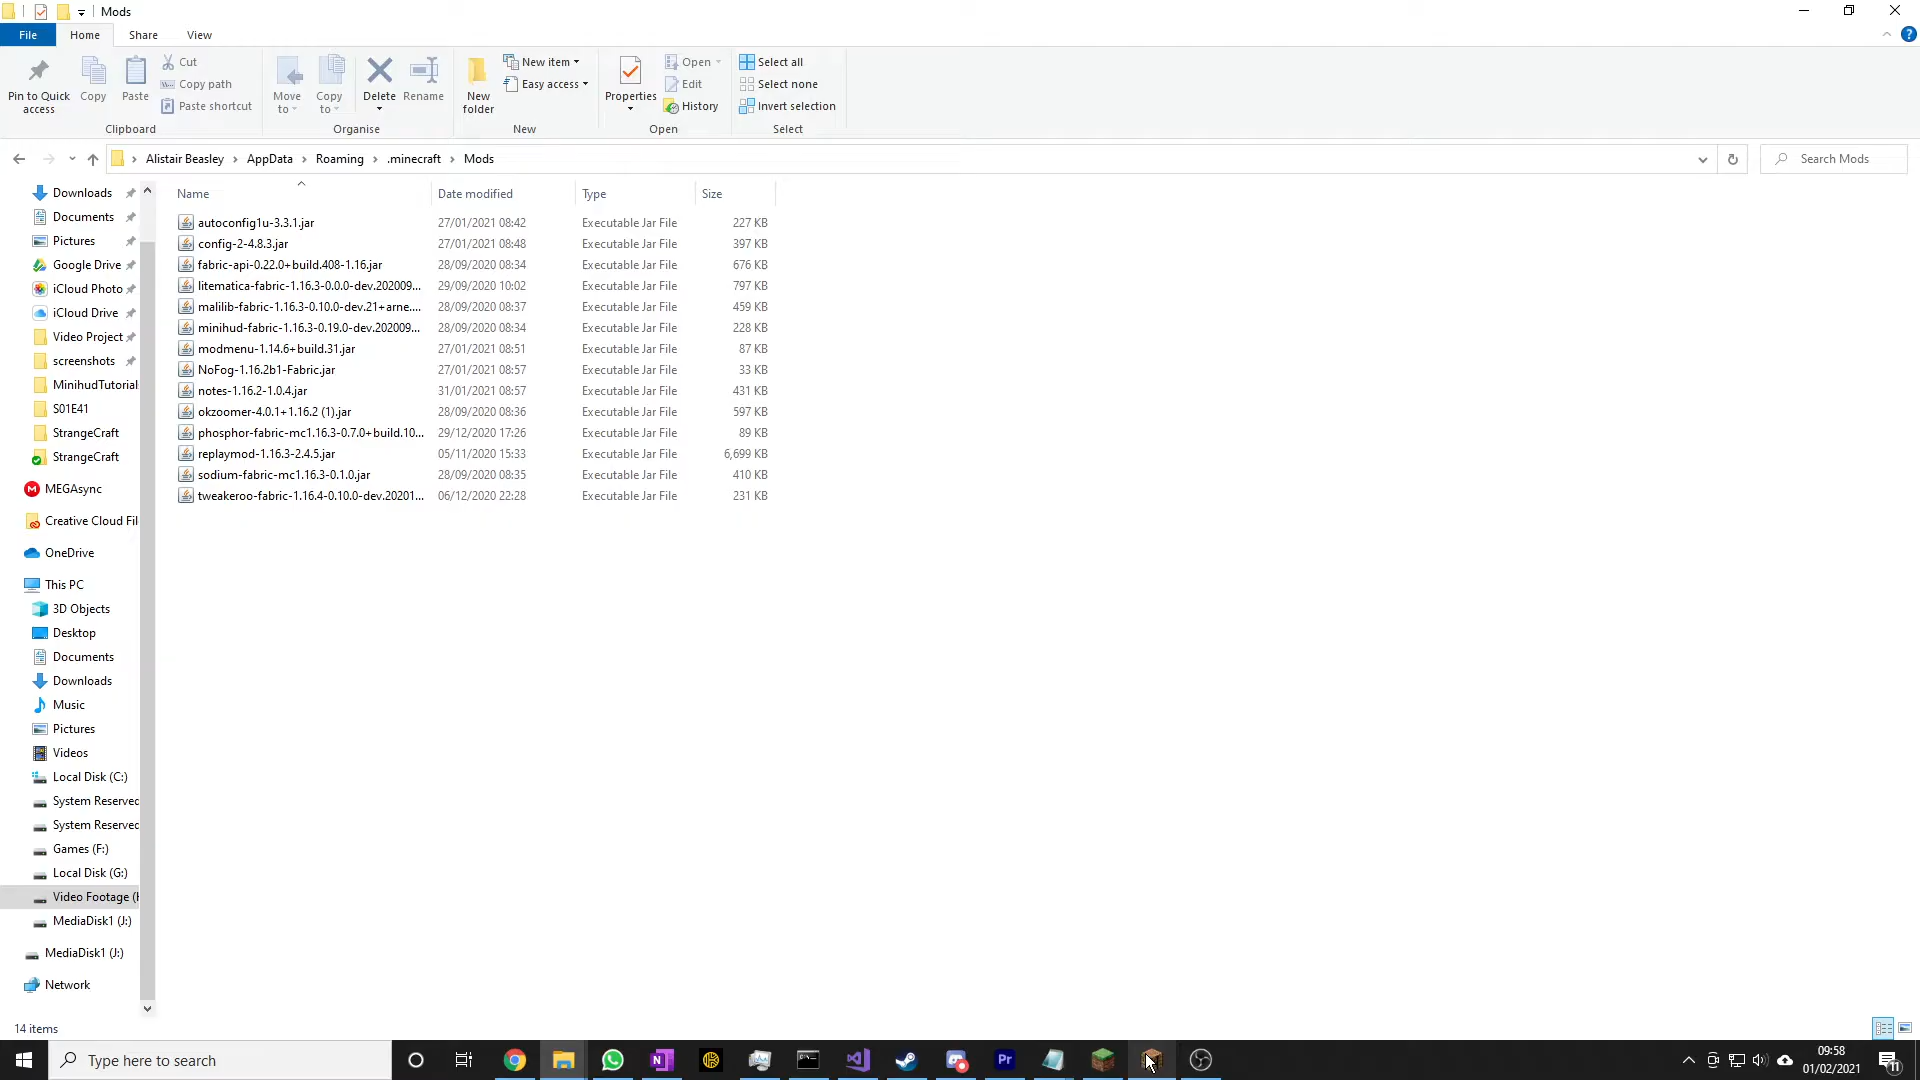 Mods
File Home Share View
Pin to Quick access
Copy
Paste
Cut
Copy path
Paste shortcut
Clipboard
Move to
Copy to
Delete
Rename
Organise
New folder
New item
Easy access
New
Properties
Open
Edit
History
Open
Select all
Select none
Invert selection
Select
Alistair Beasley > AppData > Roaming > .minecraft > Mods
Search Mods
Downloads
Documents
Pictures
Google Drive
iCloud Photo
iCloud Drive
Video Project
screenshots
MinihudTutorial
S01E41
StrangeCraft
StrangeCraft
MEGAsync
Creative Cloud Fil
OneDrive
This PC
3D Objects
Desktop
Documents
Downloads
Music
Pictures
Videos
Local Disk (C:)
System Reserved
System Reserved
Games (F:)
Local Disk (G:)
Video Footage (
MediaDisk1 (J:)
MediaDisk1 (J:)
Network
Name Date modified Type Size
autoconfig1u-3.3.1.jar 27/01/2021 08:42 Executable Jar File 227 KB
config-2-4.8.3.jar 27/01/2021 08:48 Executable Jar File 397 KB
fabric-api-0.22.0+build.408-1.16.jar 28/09/2020 08:34 Executable Jar File 676 KB
litematica-fabric-1.16.3-0.0.0-dev.202009... 29/09/2020 10:02 Executable Jar File 797 KB
malilib-fabric-1.16.3-0.10.0-dev.21+arne.... 28/09/2020 08:37 Executable Jar File 459 KB
minihud-fabric-1.16.3-0.19.0-dev.202009... 28/09/2020 08:34 Executable Jar File 228 KB
modmenu-1.14.6+build.31.jar 27/01/2021 08:51 Executable Jar File 87 KB
NoFog-1.16.2b1-Fabric.jar 27/01/2021 08:57 Executable Jar File 33 KB
notes-1.16.2-1.0.4.jar 31/01/2021 08:57 Executable Jar File 431 KB
okzoomer-4.0.1+1.16.2 (1).jar 28/09/2020 08:36 Executable Jar File 597 KB
phosphor-fabric-mc1.16.3-0.7.0+build.10... 29/12/2020 17:26 Executable Jar File 89 KB
replaymod-1.16.3-2.4.5.jar 05/11/2020 15:33 Executable Jar File 6,699 KB
sodium-fabric-mc1.16.3-0.1.0.jar 28/09/2020 08:35 Executable Jar File 410 KB
tweakeroo-fabric-1.16.4-0.10.0-dev.20201... 06/12/2020 22:28 Executable Jar File 231 KB
14 items
Type here to search
Pr
09:58
01/02/2021
11